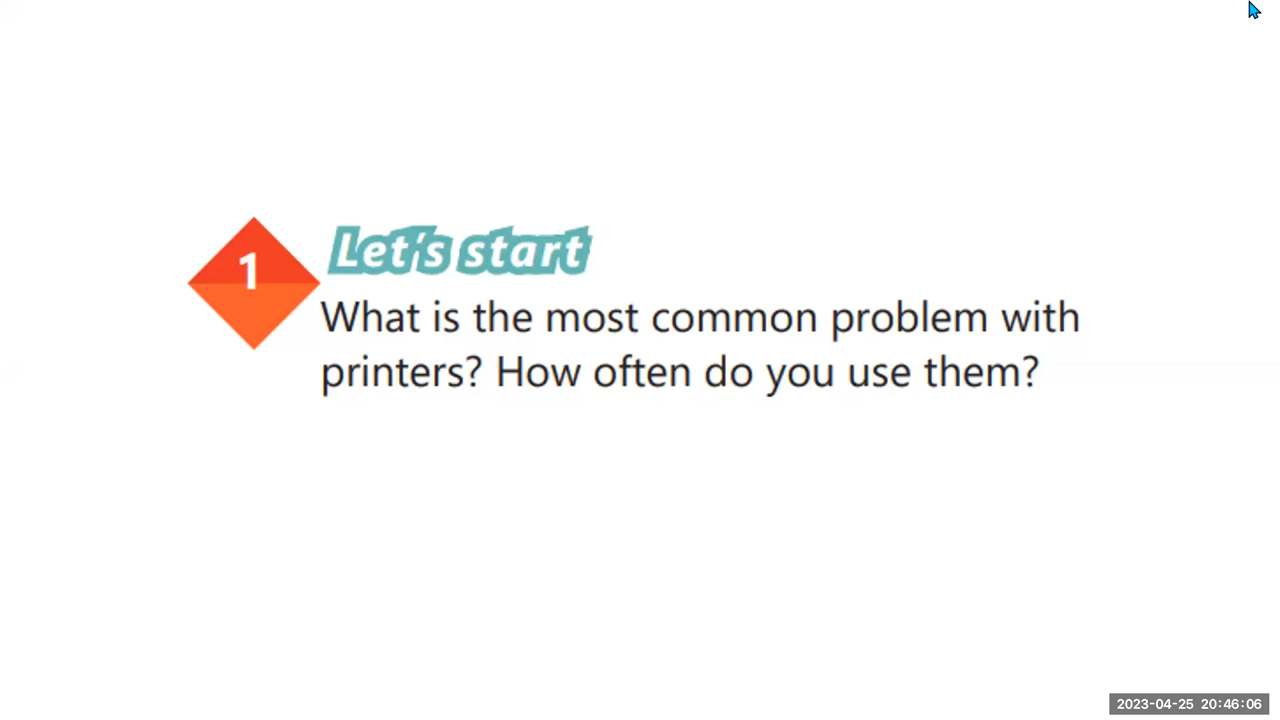 1
Let's start
What is the most common problem with
printers? How often do you use them?
2023-04-25 20:46:06